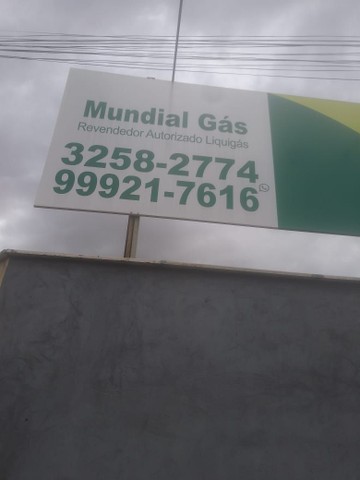 Mundial Gás
Revendedor Autorizado Liquigás
3258-2774
99921-7616